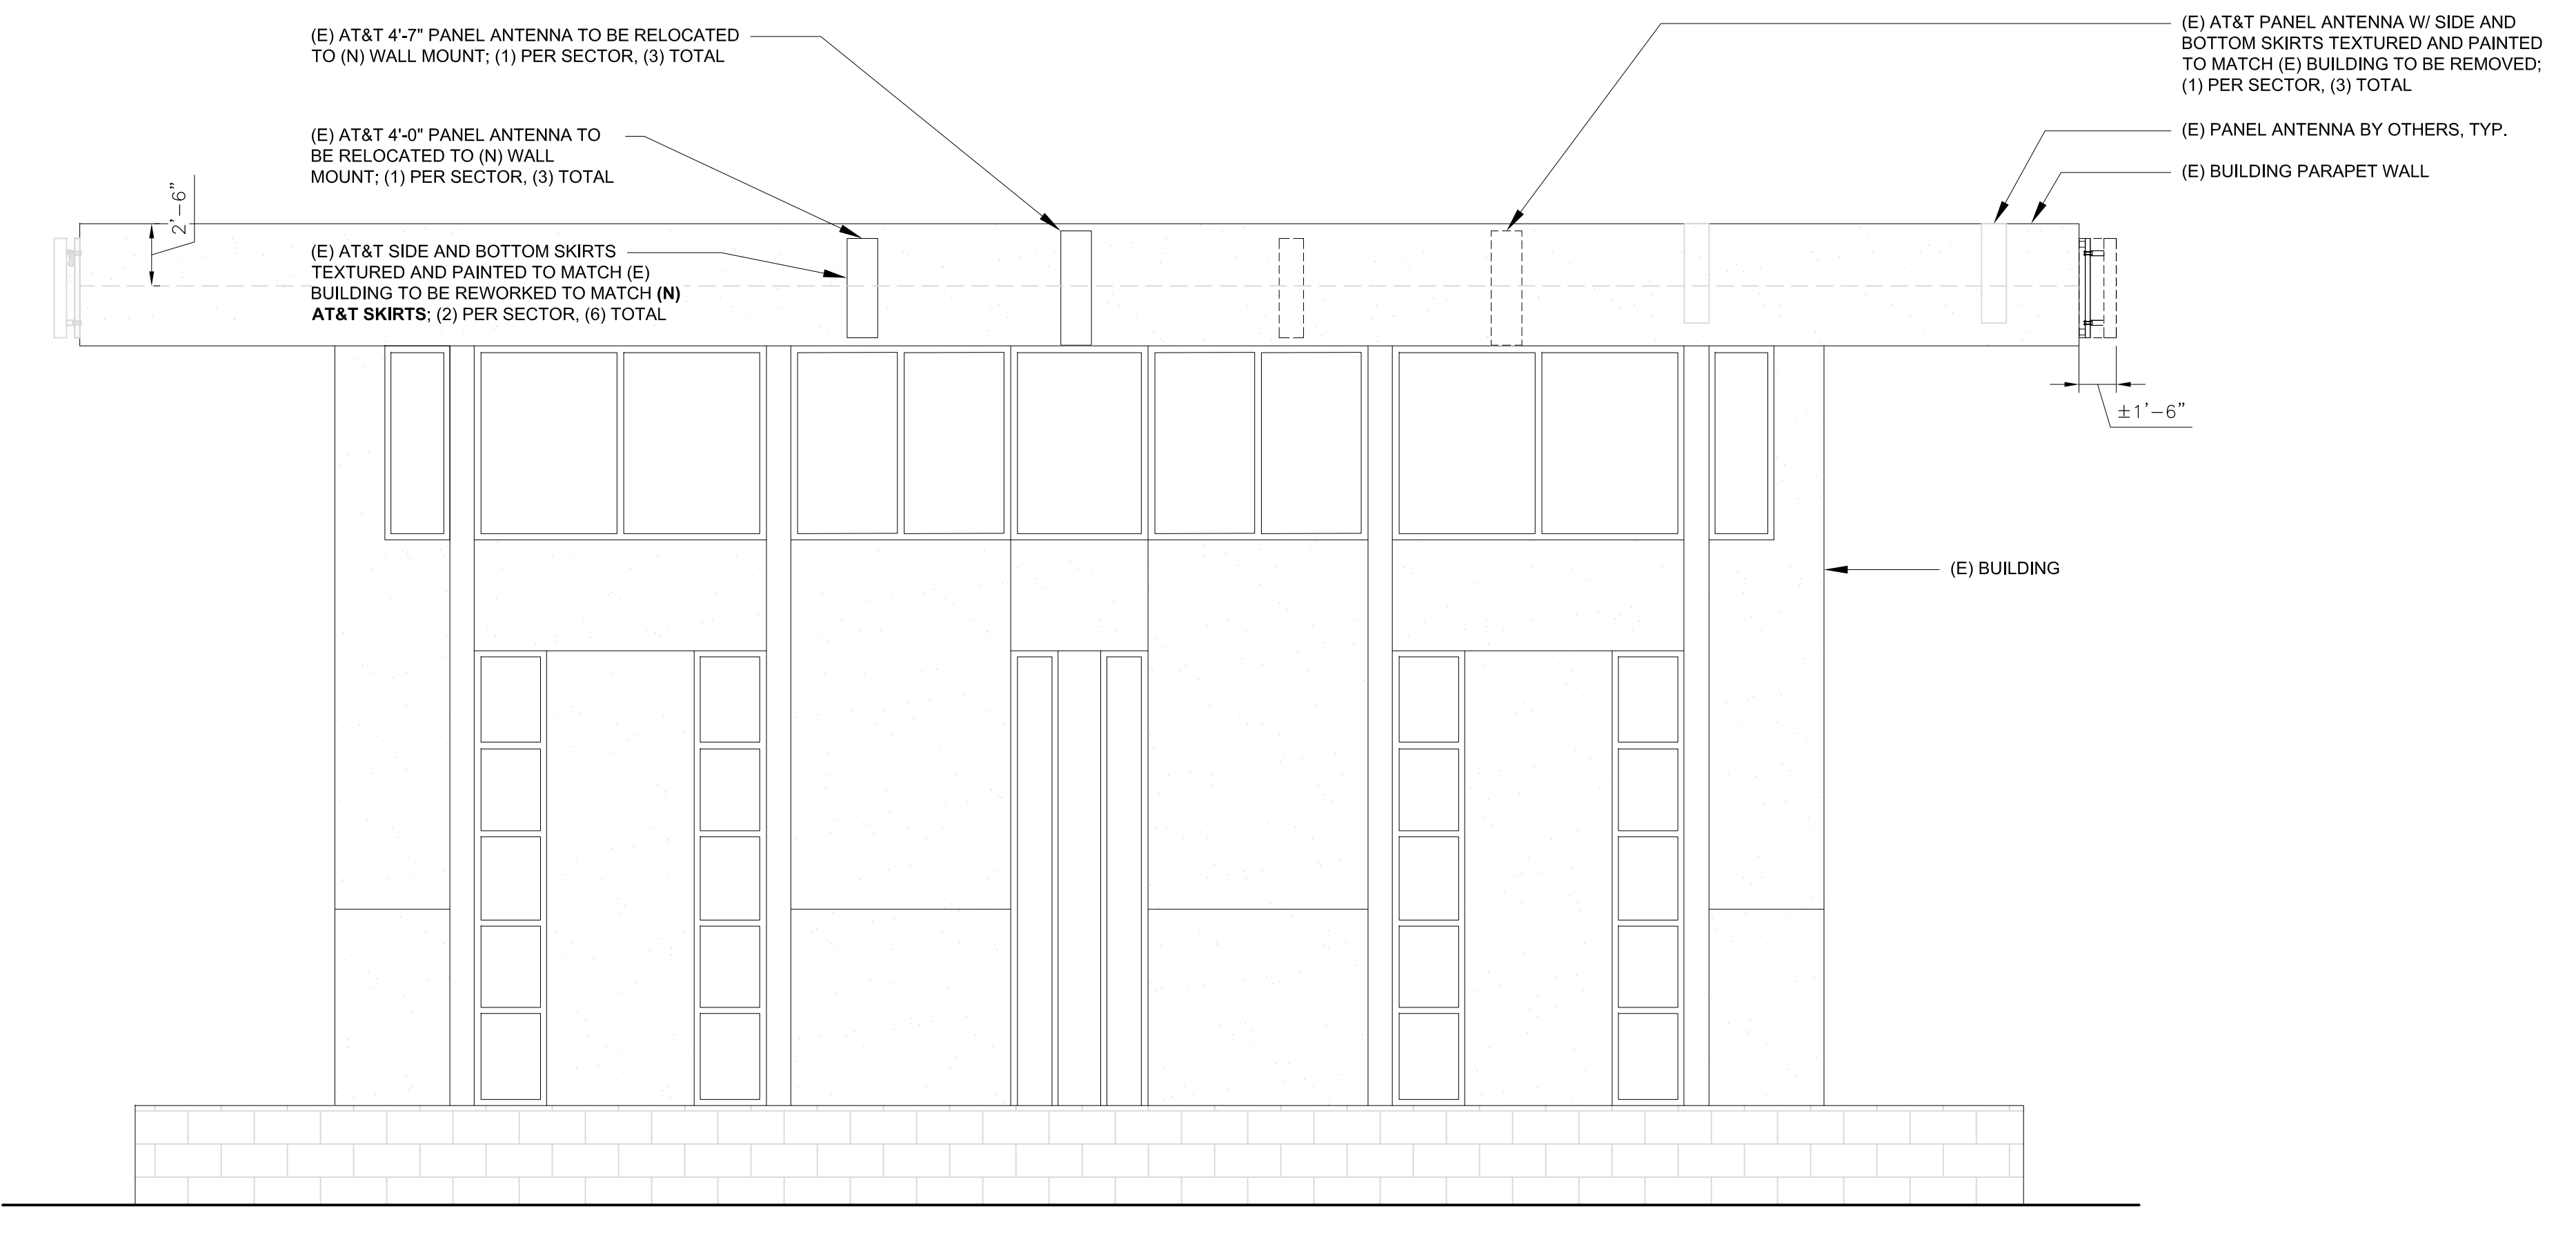 (E) AT&T 4'-7" PANEL ANTENNA TO BE RELOCATED
TO (N) WALL MOUNT; (1) PER SECTOR, (3) TOTAL
(E) AT&T 4'-0" PANEL ANTENNA TO
BE RELOCATED TO (N) WALL
MOUNT; (1) PER SECTOR, (3) TOTAL
2'-6"
(E) AT&T SIDE AND BOTTOM SKIRTS
TEXTURED AND PAINTED TO MATCH (E)
BUILDING TO BE REWORKED TO MATCH (N)
AT&T SKIRTS; (2) PER SECTOR, (6) TOTAL
(E) AT&T PANEL ANTENNA W/ SIDE AND
BOTTOM SKIRTS TEXTURED AND PAINTED
TO MATCH (E) BUILDING TO BE REMOVED;
(1) PER SECTOR, (3) TOTAL
(E) PANEL ANTENNA BY OTHERS, TYP.
(E) BUILDING PARAPET WALL
±1'-6"
(E) BUILDING